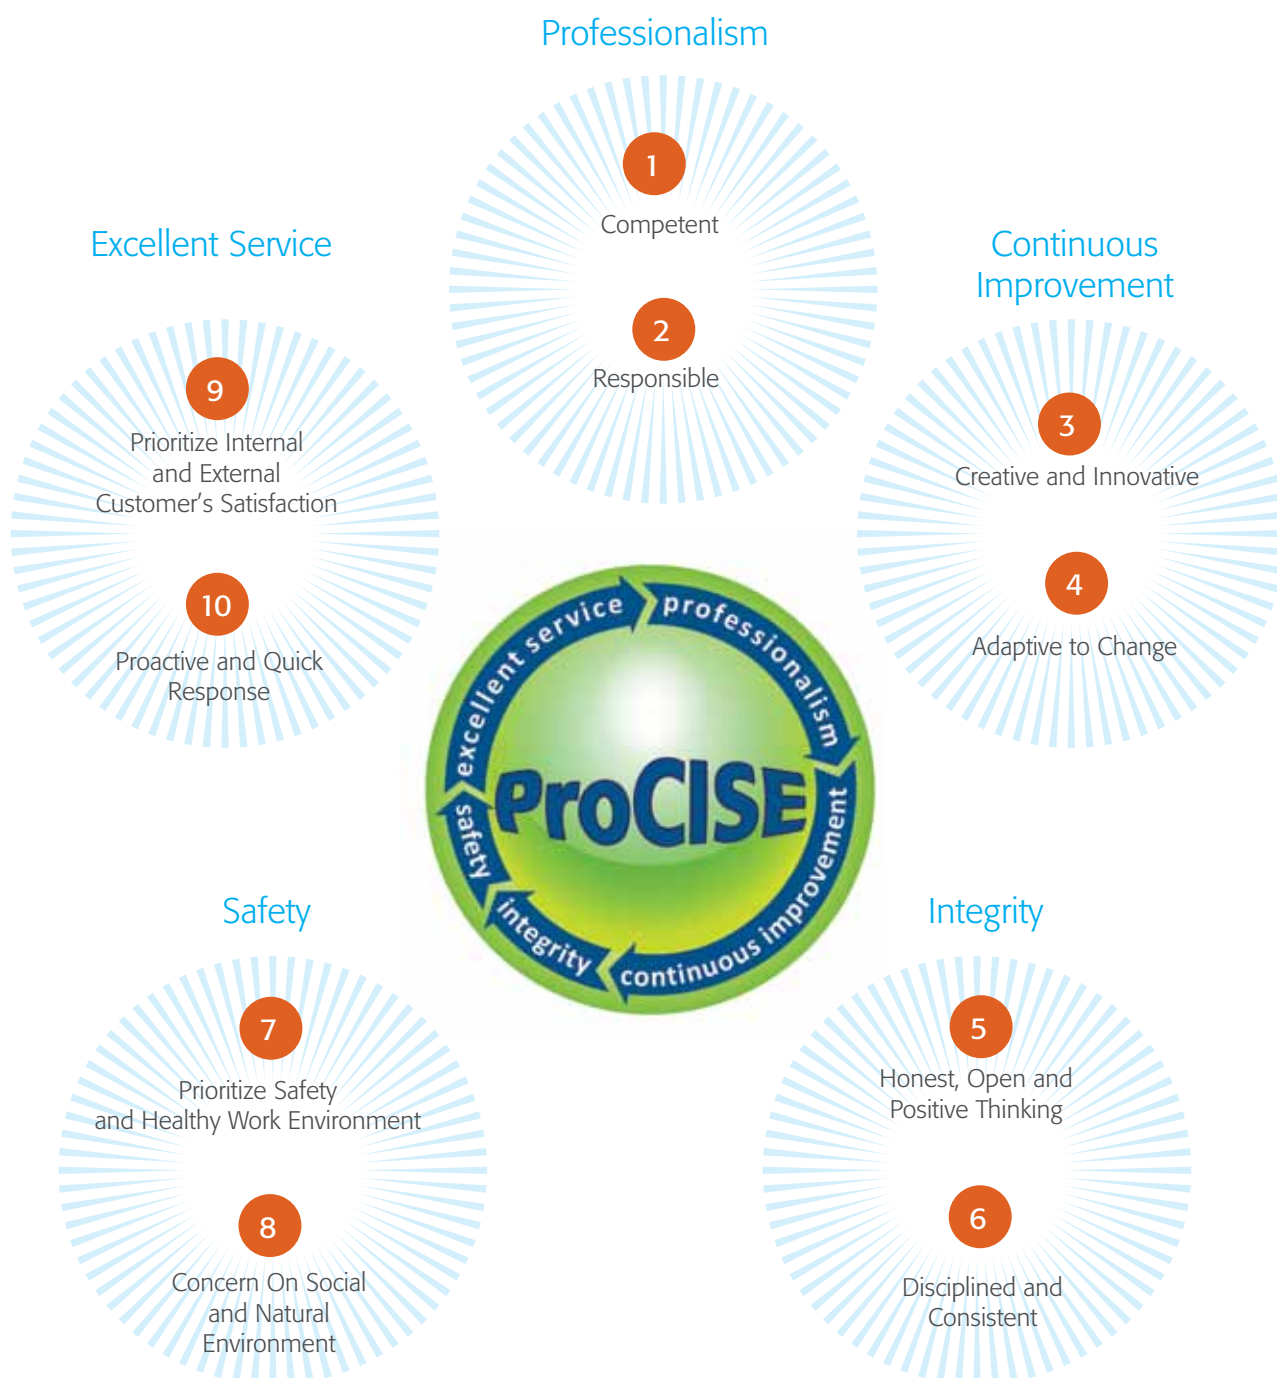 Professionalism
1
Competent
2
Responsible
Continuous
Improvement
3
Creative and Innovative
4
Adaptive to Change
Integrity
5
Honest, Open and
Positive Thinking
6
Disciplined and
Consistent
Safety
7
Prioritize Safety
and Healthy Work Environment
8
Concern On Social
and Natural
Environment
Excellent Service
9
Prioritize Internal
and External
Customer’s Satisfaction
10
Proactive and Quick
Response
ProCISE
professionalism
continuous improvement
integrity
safety
excellent service